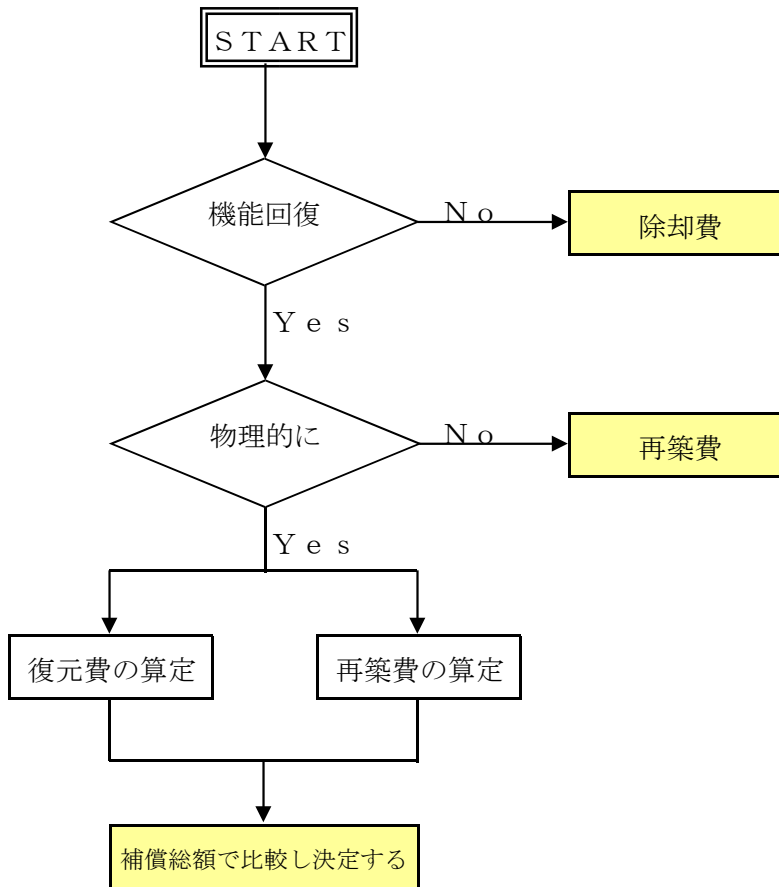 ＳＴＡＲＴ
機能回復
Ｎｏ
除却費
Ｙｅｓ
物理的に
Ｎｏ
再築費
Ｙｅｓ
復元費の算定
再築費の算定
補償総額で比較し決定する